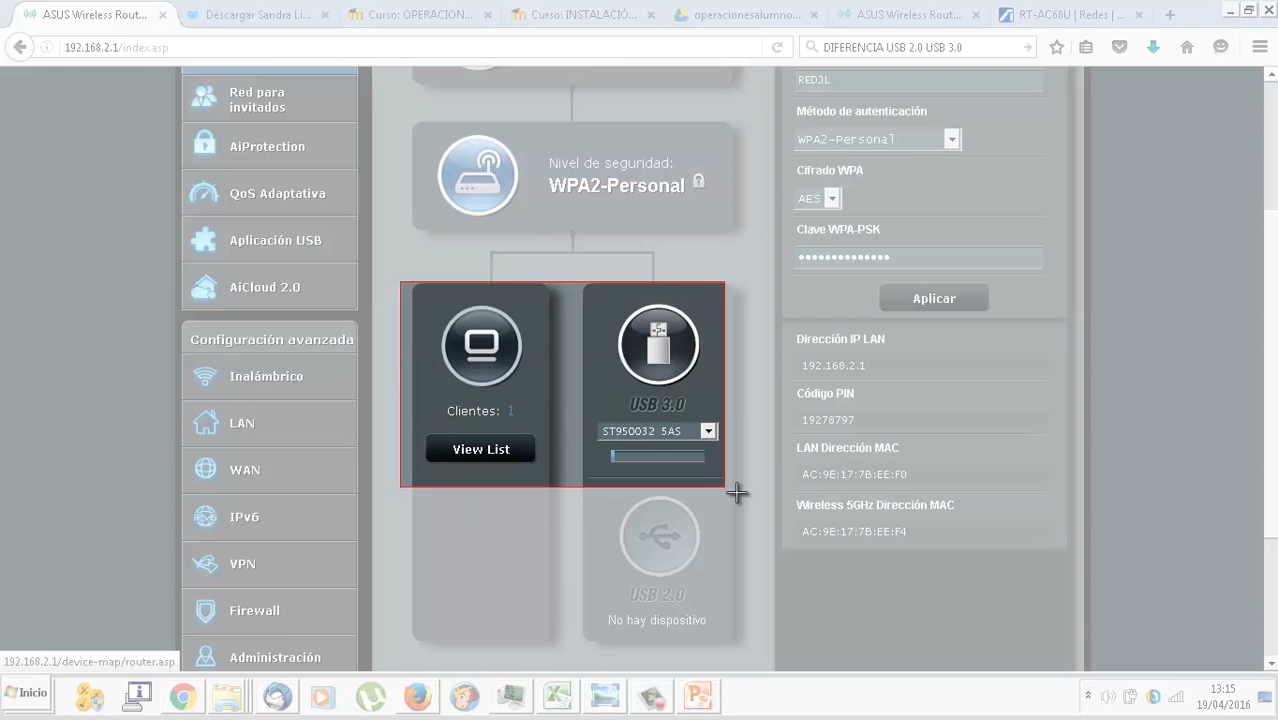 ASUS Wireless Rout...
Descargar Sandra Li...
Curso: OPERACION...
Curso: INSTALACIÓ...
operacionesalumno...
ASUS Wireless Rout...
RT-AC68U | Redes | ...
192.168.2.1/index.asp
DIFERENCIA USB 2.0 USB 3.0
Red para
invitados
AiProtection
QoS Adaptativa
Aplicación USB
AiCloud 2.0
Configuración avanzada
Inalámbrico
LAN
WAN
IPv6
VPN
Firewall
Administración
Nivel de seguridad:
WPA2-Personal
Clientes: 1
View List
USB 3.0
ST950032 5AS
USB 2.0
No hay dispositivo
REDJL
Método de autenticación
WPA2-Personal
Cifrado WPA
AES
Clave WPA-PSK
••••••••••••••
Aplicar
Dirección IP LAN
192.168.2.1
Código PIN
19278797
LAN Dirección MAC
AC:9E:17:7B:EE:F0
Wireless 5GHz Dirección MAC
AC:9E:17:7B:EE:F4
192.168.2.1/device-map/router.asp
Inicio
13:15
19/04/2016